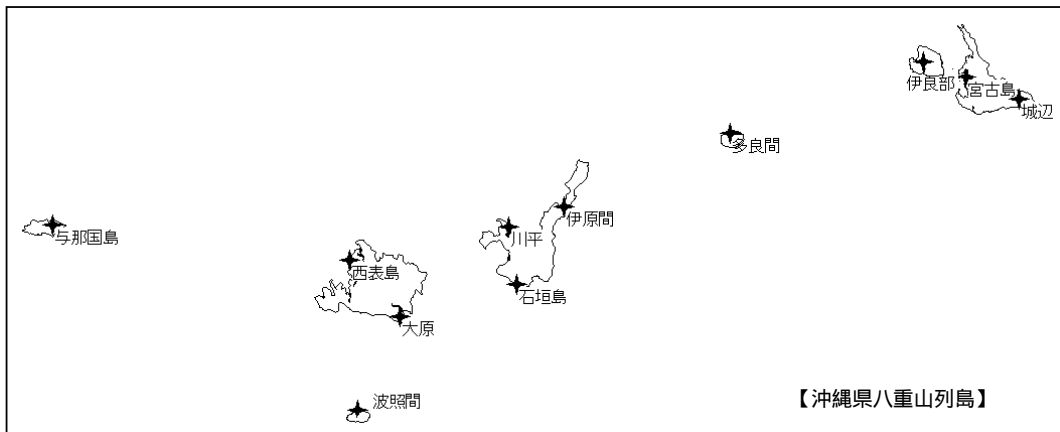 伊良部
宮古島
城辺
多良間
与那国島
川平
伊原間
西表島
石垣島
大原
波照間
【沖縄県八重山列島】